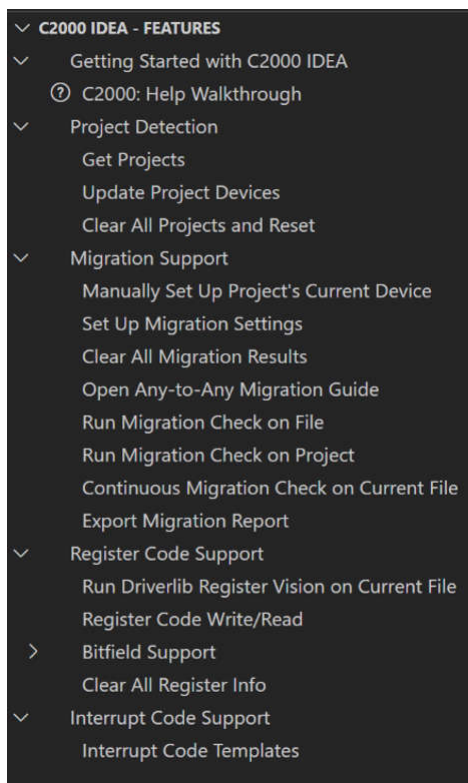 C2000 IDEA - FEATURES
Getting Started with C2000 IDEA
C2000: Help Walkthrough
Project Detection
Get Projects
Update Project Devices
Clear All Projects and Reset
Migration Support
Manually Set Up Project's Current Device
Set Up Migration Settings
Clear All Migration Results
Open Any-to-Any Migration Guide
Run Migration Check on File
Run Migration Check on Project
Continuous Migration Check on Current File
Export Migration Report
Register Code Support
Run Driverlib Register Vision on Current File
Register Code Write/Read
Bitfield Support
Clear All Register Info
Interrupt Code Support
Interrupt Code Templates